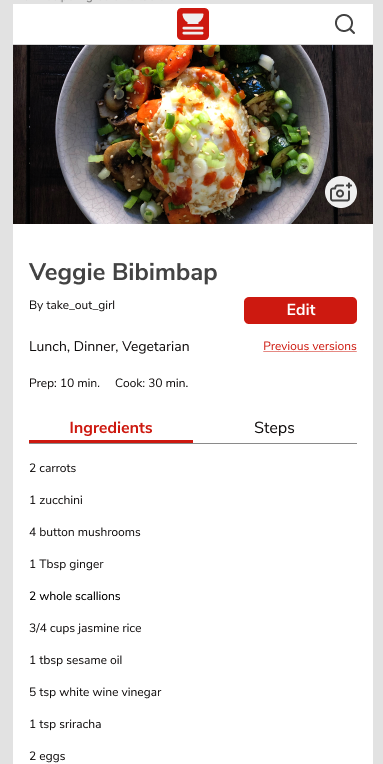 Veggie Bibimbap
By take_out_girl
Edit
Lunch, Dinner, Vegetarian
Previous versions
Prep: 10 min. Cook: 30 min.
Ingredients Steps
2 carrots
1 zucchini
4 button mushrooms
1 Tbsp ginger
2 whole scallions
3/4 cups jasmine rice
1 tbsp sesame oil
5 tsp white wine vinegar
1 tsp sriracha
2 eggs